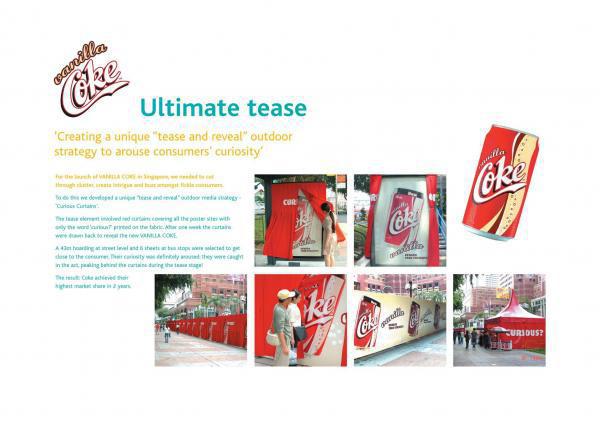 vanilla
Coke
Ultimate tease
'Creating a unique "tease and reveal" outdoor
strategy to arouse consumers' curiosity'
For the launch of VANILLA COKE in Singapore, we needed to cut
through clutter, create intrigue and buzz amongst fickle consumers.
To do this we developed a unique "tease and reveal" outdoor media strategy -
'Curious Curtains'.
The tease element involved red curtains covering all the poster sites with
only the word 'curious?' printed on the fabric. After one week the curtains
were drawn back to reveal the new VANILLA COKE.
A 43m hoarding at street level and 6 sheets at bus stops were selected to get
close to the consumer. Their curiosity was definitely aroused: they were caught
in the act, peaking behind the curtains during the tease stage!
The result: Coke achieved their
highest market share in 2 years.
vanilla
Coke
CUR
Coke
vanilla
Coke
Coke
vanilla
Coke
vanilla
CURIOUS?